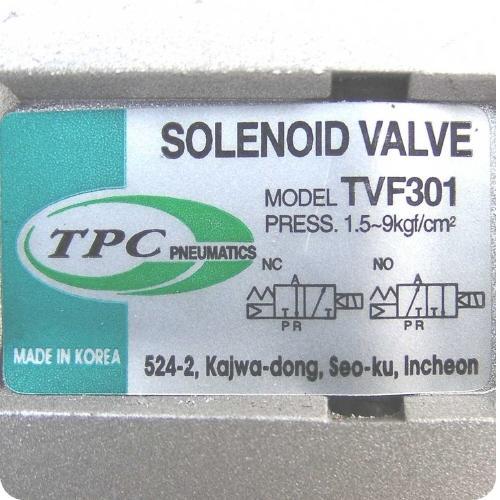 SOLENOID VALVE
MODEL TVF301
PRESS. 1.5~9kgf/cm²
TPC PNEUMATICS
NC NO
A A
P R P R
MADE IN KOREA
524-2, Kajwa-dong, Seo-ku, Incheon